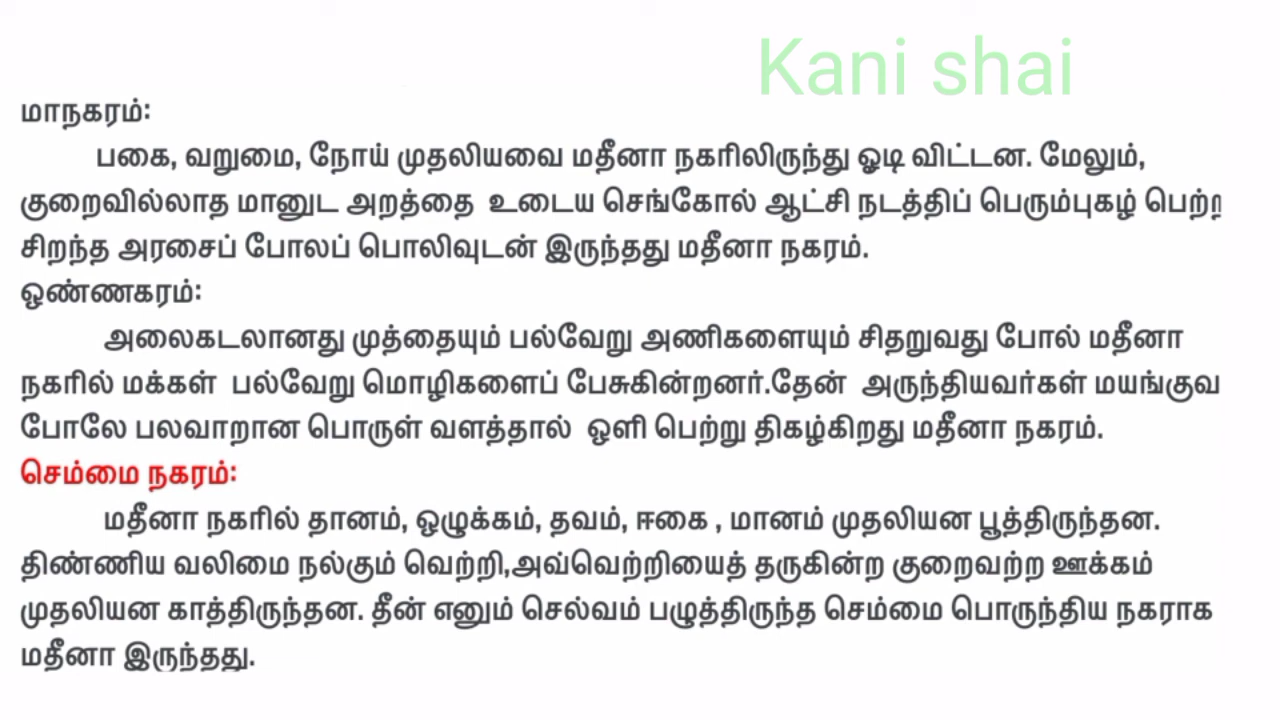 Kani shai
மாநகரம்:
பகை, வறுமை, நோய் முதலியவை மதீனா நகரிலிருந்து ஓடி விட்டன. மேலும்,
குறைவில்லாத மானுட அறத்தை உடைய செங்கோல் ஆட்சி நடத்திப் பெரும்புகழ் பெற்ற
சிறந்த அரசைப் போலப் பொலிவுடன் இருந்தது மதீனா நகரம்.
ஒண்ணகரம்:
அலைகடலானது முத்தையும் பல்வேறு அணிகளையும் சிதறுவது போல் மதீனா
நகரில் மக்கள் பல்வேறு மொழிகளைப் பேசுகின்றனர்.தேன் அருந்தியவர்கள் மயங்குவ
போலே பலவாறான பொருள் வளத்தால் ஒளி பெற்று திகழ்கிறது மதீனா நகரம்.
செம்மை நகரம்:
மதீனா நகரில் தானம், ஒழுக்கம், தவம், ஈகை , மானம் முதலியன பூத்திருந்தன.
திண்ணிய வலிமை நல்கும் வெற்றி,அவ்வெற்றியைத் தருகின்ற குறைவற்ற ஊக்கம்
முதலியன காத்திருந்தன. தீன் எனும் செல்வம் பழுத்திருந்த செம்மை பொருந்திய நகராக
மதீனா இருந்தது.